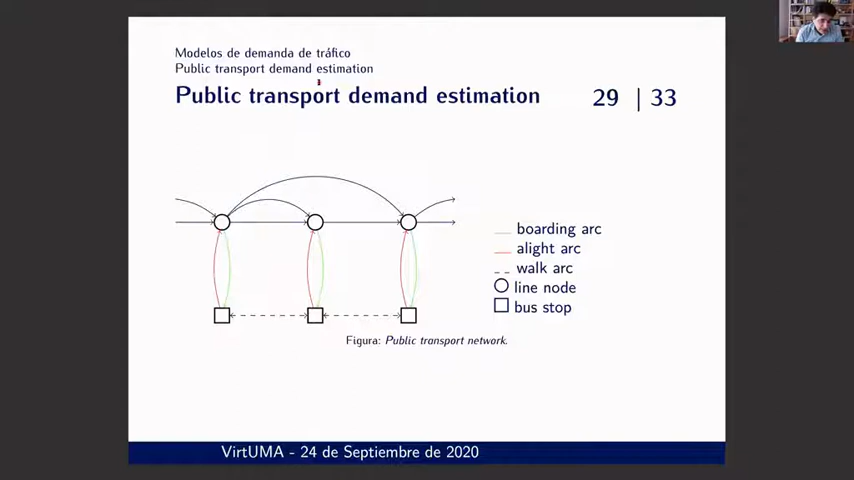 Modelos de demanda de tráfico
Public transport demand estimation
Public transport demand estimation
29 | 33
boarding arc
alight arc
walk arc
line node
bus stop
Figura: Public transport network.
VirtUMA - 24 de Septiembre de 2020